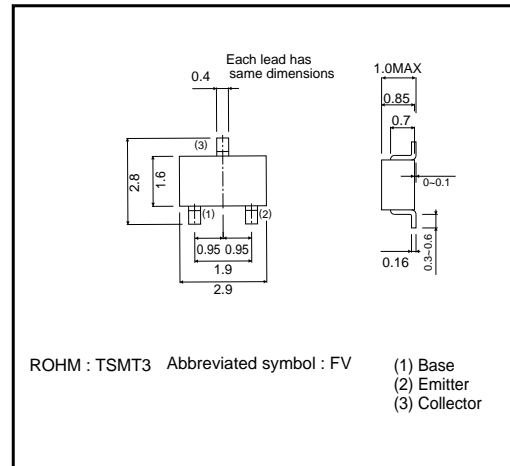 Each lead has
same dimensions
0.4
(3)
2.8
1.6
(1)
(2)
0.95 0.95
1.9
2.9
1.0MAX
0.85
0.7
0~0.1
0.16
0.3~0.6
ROHM : TSMT3 Abbreviated symbol : FV
(1) Base
(2) Emitter
(3) Collector